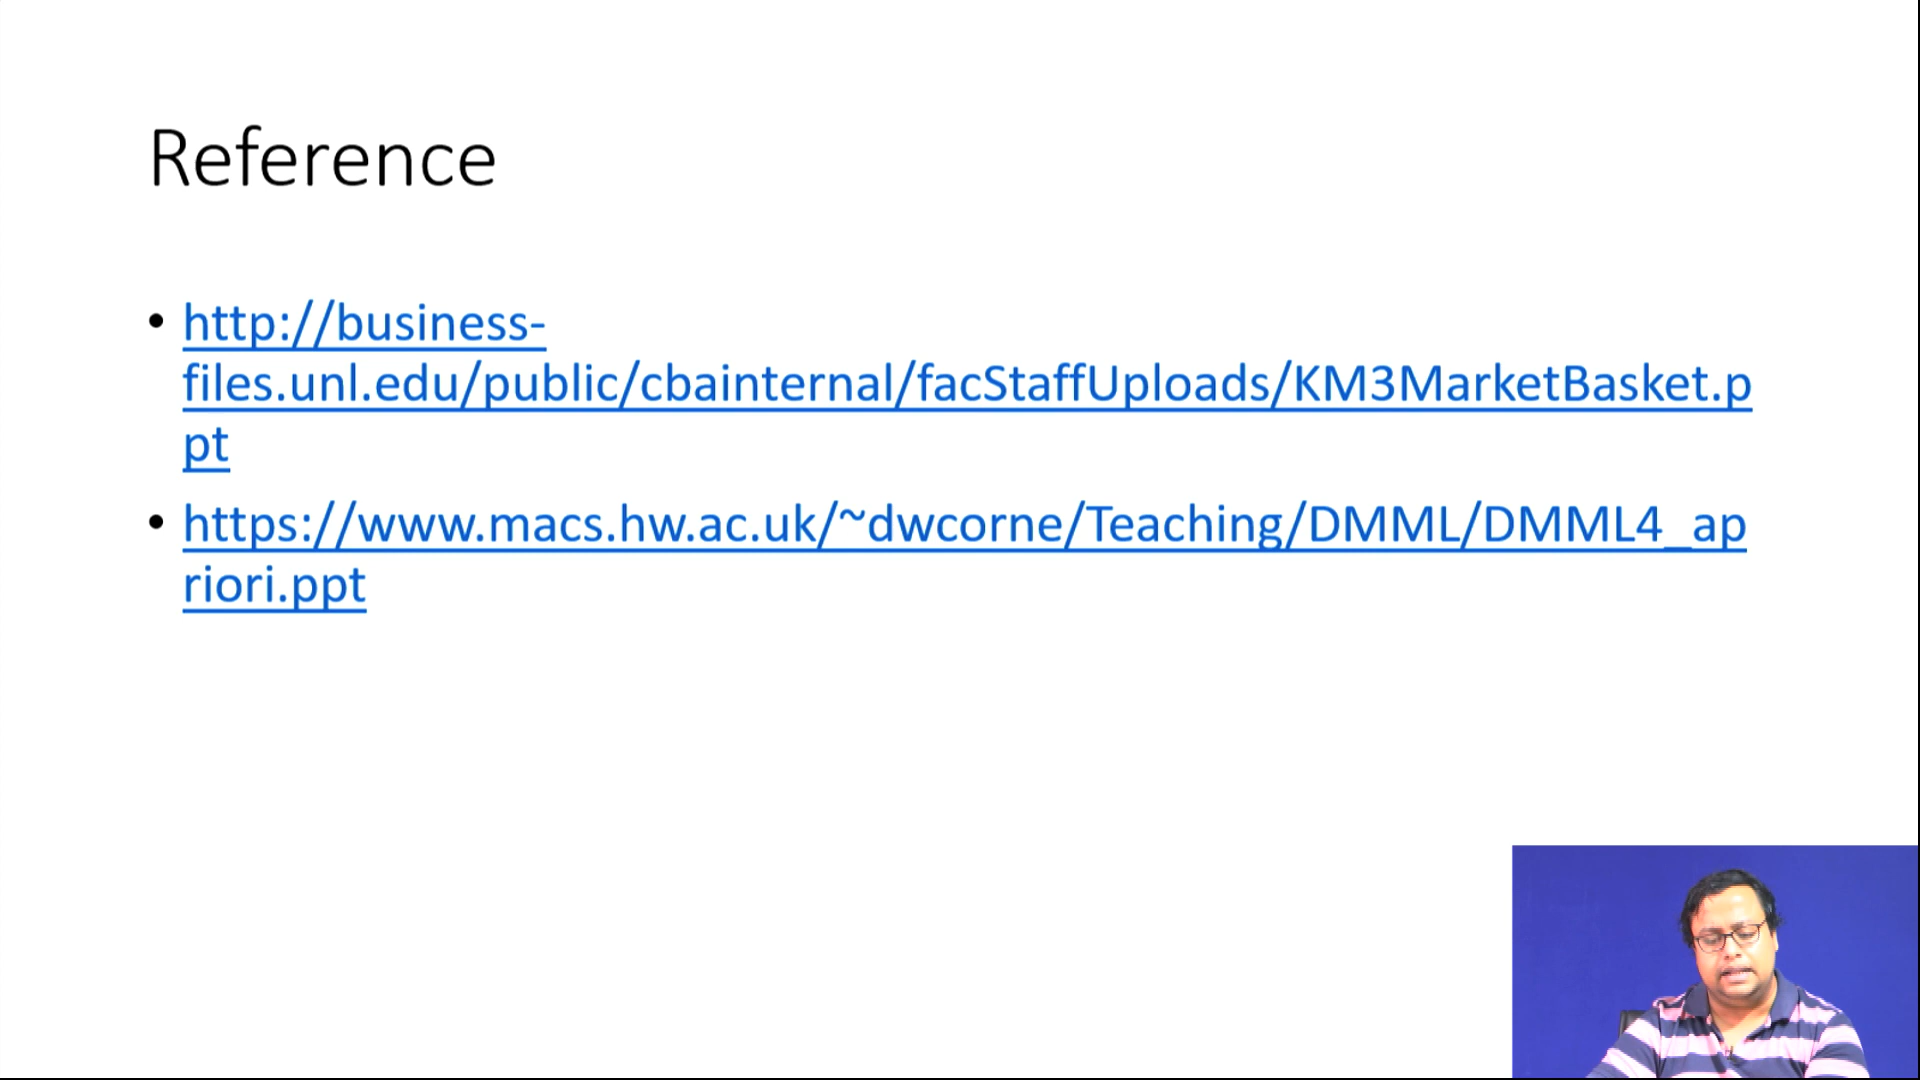 Reference
• http://business-
files.unl.edu/public/cbainternal/facStaffUploads/KM3MarketBasket.p
pt
• https://www.macs.hw.ac.uk/~dwcorne/Teaching/DMML/DMML4_ap
riori.ppt